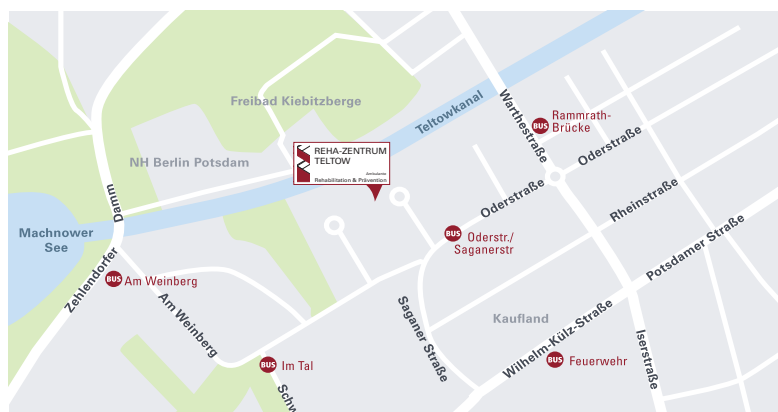 Freibad Kiebitzberge
Teltowkanal
Warthestraße
BUS
Rammrath-
Brücke
Oderstraße
NH Berlin Potsdam
REHA-ZENTRUM
TELTOW
Ambulante
Rehabilitation & Prävention
Damm
Oderstraße
Rheinstraße
Machnower
See
BUS
Oderstr./
Saganerstr
Potsdamer Straße
Zehlendorfer
BUS
Am Weinberg
Am Weinberg
Saganer Straße
Kaufland
Wilhelm-Külz-Straße
Iserstraße
BUS
Im Tal
BUS
Feuerwehr
Schw